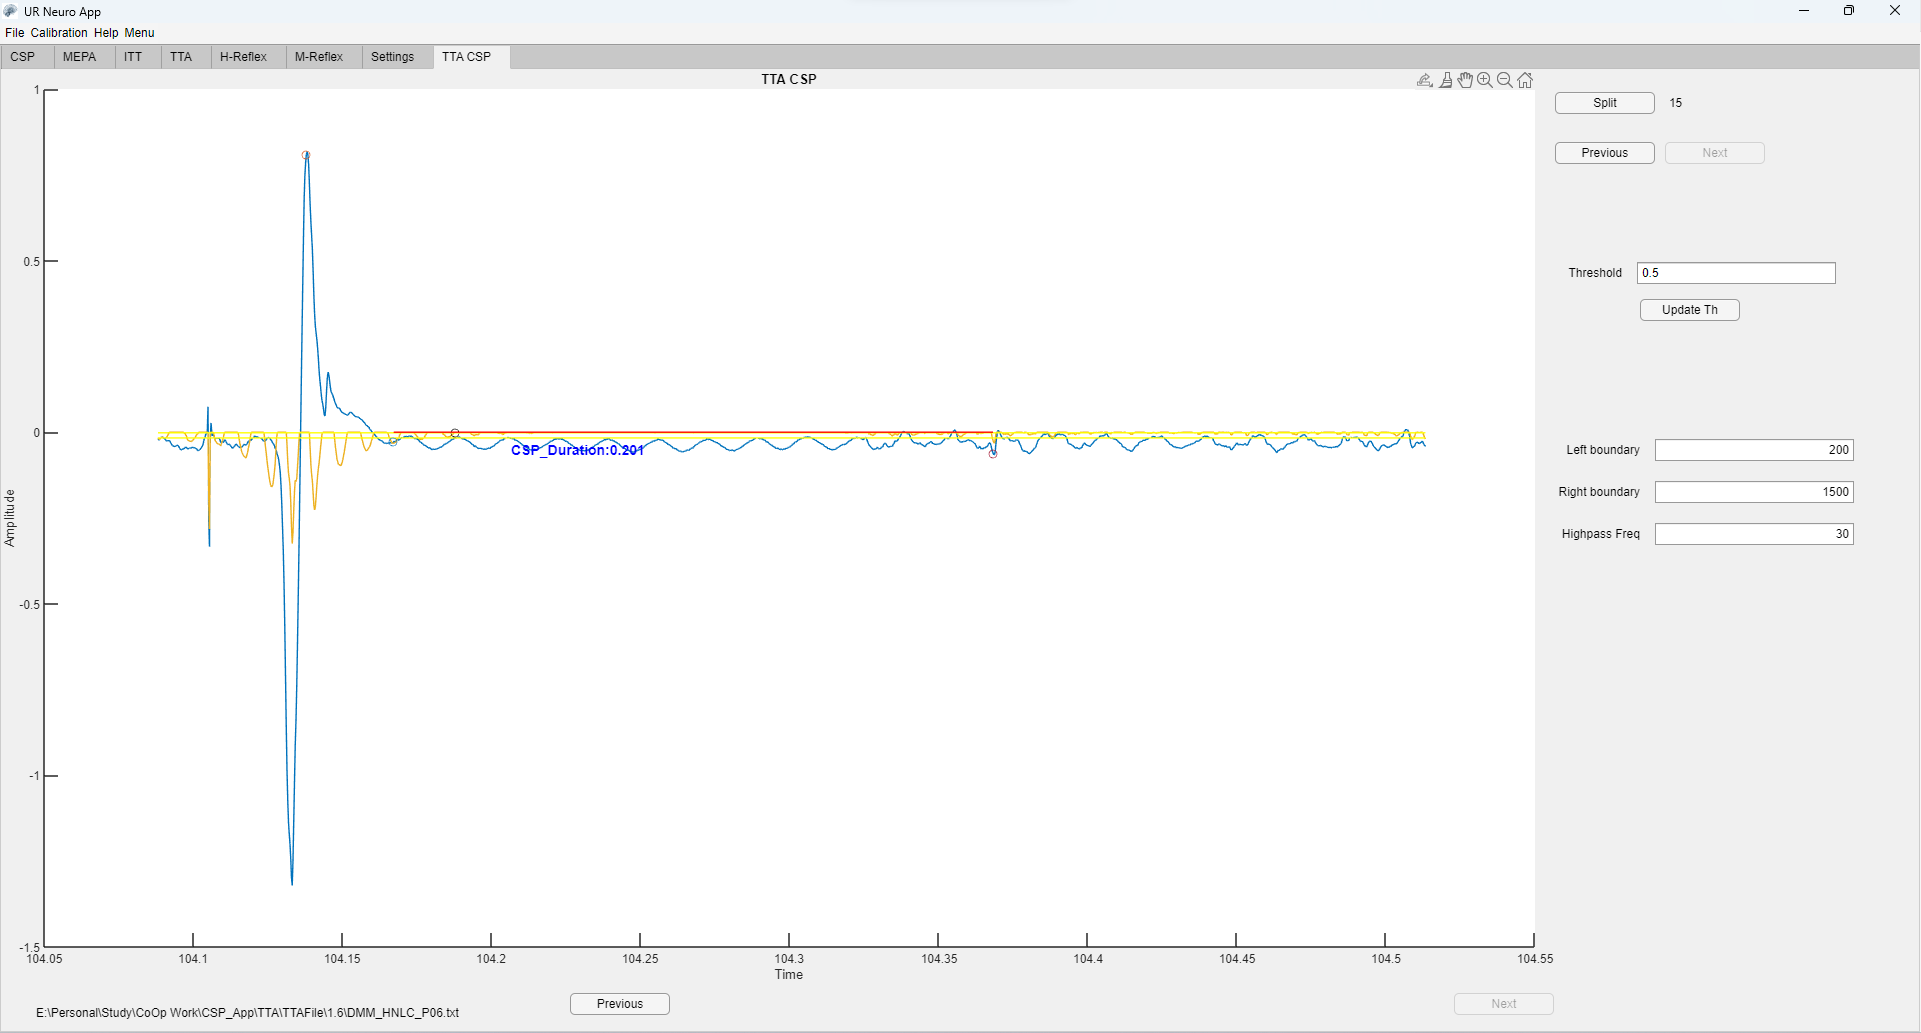 UR Neuro App
File Calibration Help Menu
CSP MEPA ITT TTA H-Reflex M-Reflex Settings TTA CSP
TTA CSP
1
0.5
0
-0.5
-1
-1.5
Amplitude
CSP_Duration:0.201
104.05 104.1 104.15 104.2 104.25 104.3 104.35 104.4 104.45 104.5 104.55
Time
Split 15
Previous Next
Threshold 0.5
Update Th
Left boundary 200
Right boundary 1500
Highpass Freq 30
Previous Next
E:\Personal\Study\CoOp Work\CSP_App\TTA\TTAFile\1.6\DMM_HNLC_P06.txt